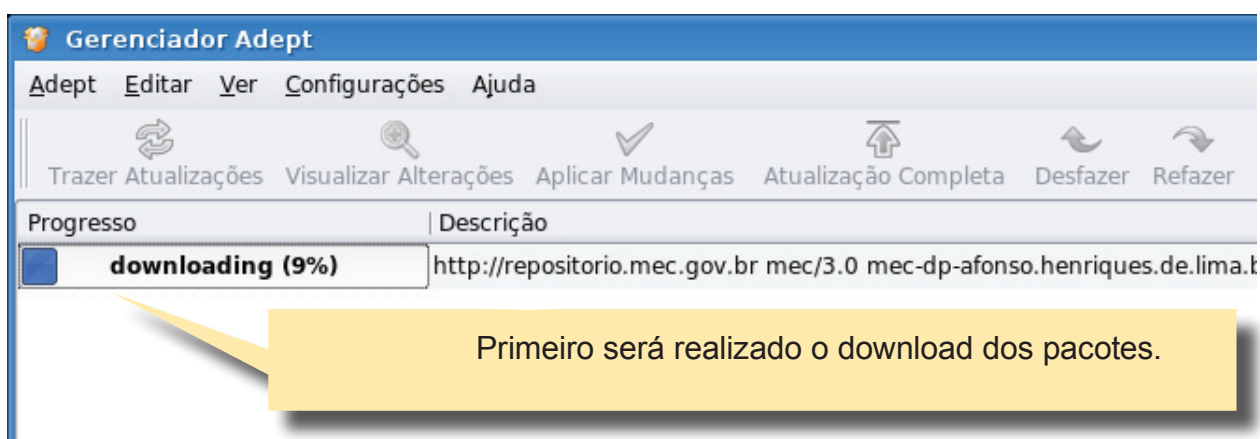 Gerenciador Adept
Adept Editar Ver Configurações Ajuda
Trazer Atualizações Visualizar Alterações Aplicar Mudanças Atualização Completa Desfazer Refazer
Progresso Descrição
downloading (9%) http://repositorio.mec.gov.br mec/3.0 mec-dp-afonso.henriques.de.lima.b
Primeiro será realizado o download dos pacotes.